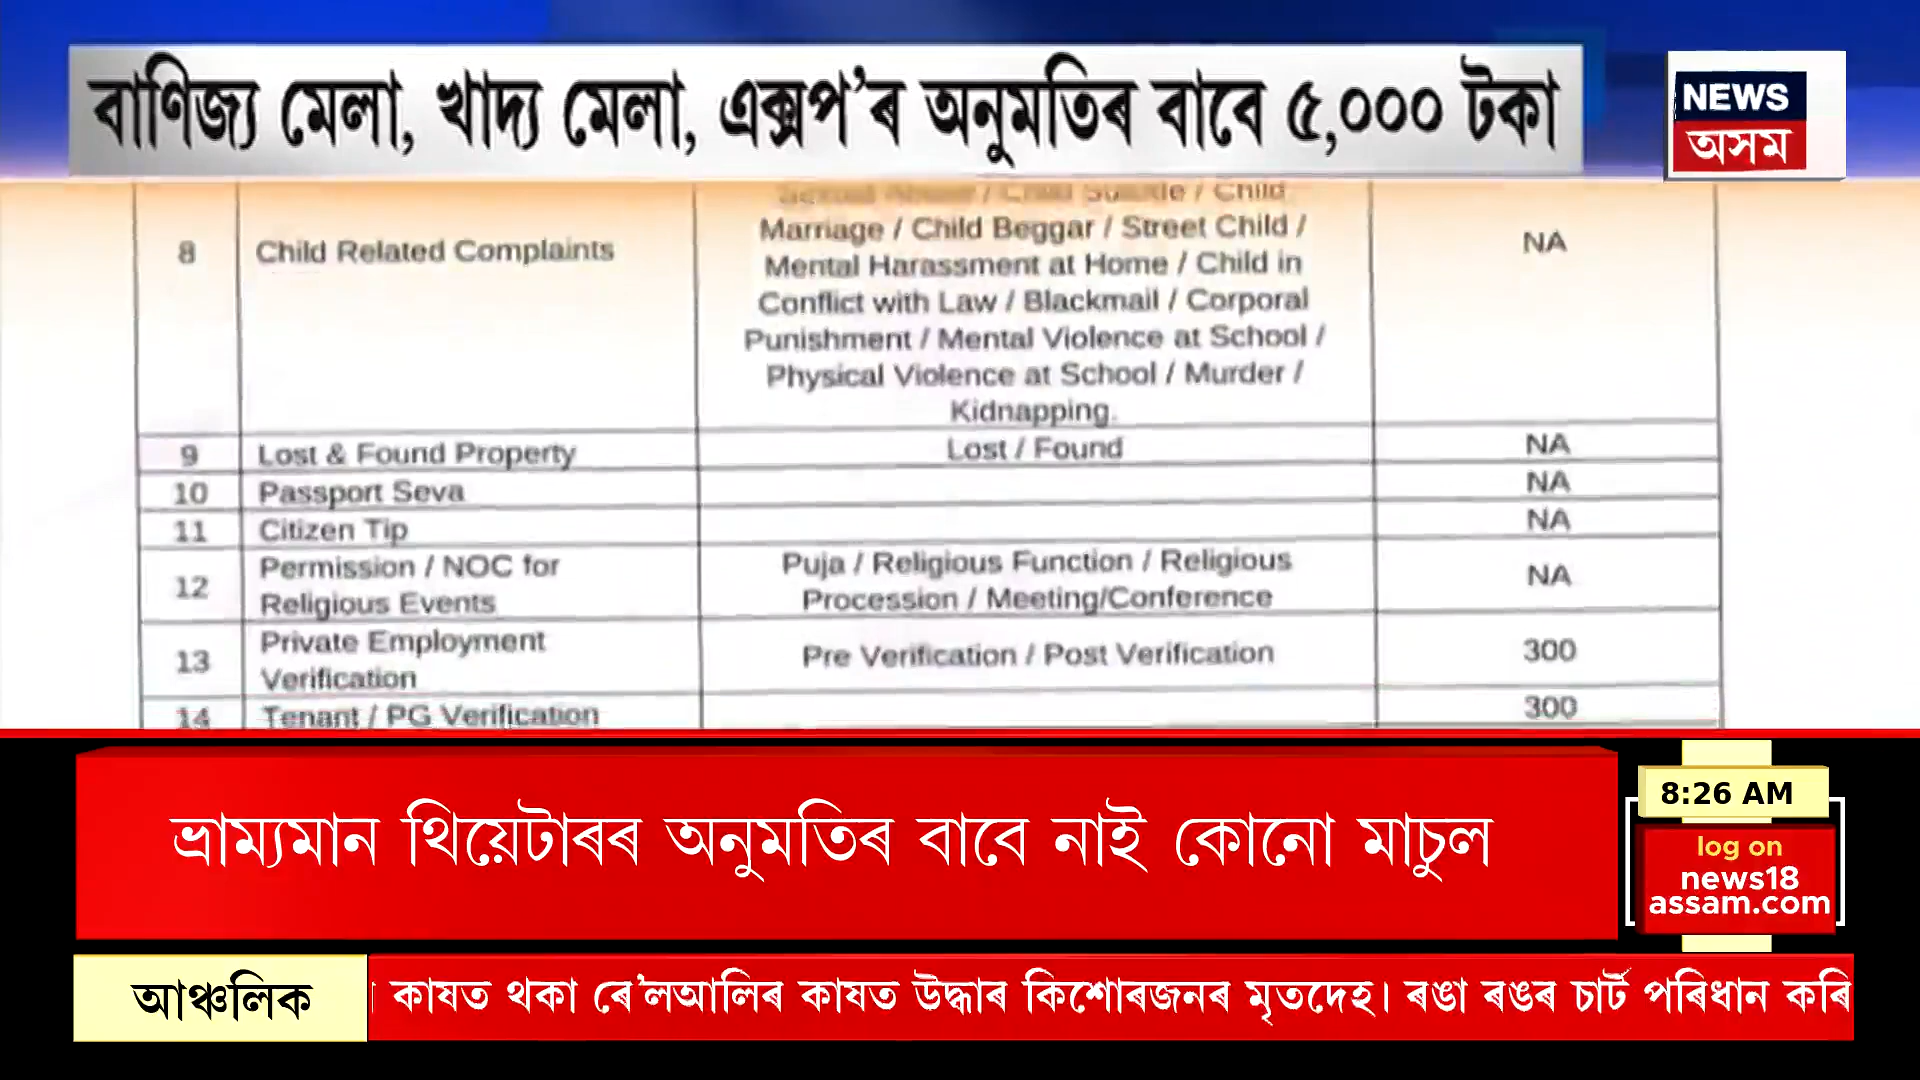 বাণিজ্য মেলা, খাদ্য মেলা, এক্সপ'ৰ অনুমতিৰ বাবে ৫,০০০ টকা
NEWS
অসম
/ Child
8 Child Related Complaints Marriage / Child Beggar / Street Child / NA
Mental Harassment at Home / Child in
Conflict with Law / Blackmail / Corporal
Punishment / Mental Violence at School /
Physical Violence at School / Murder /
Kidnapping.
9 Lost & Found Property Lost / Found NA
10 Passport Seva NA
11 Citizen Tip NA
12 Permission / NOC for Puja / Religious Function / Religious NA
Religious Events Procession / Meeting/Conference
13 Private Employment Pre Verification / Post Verification 300
Verification
14 Tenant / PG Verification 300
ভ্ৰাম্যমান থিয়েটাৰৰ অনুমতিৰ বাবে নাই কোনো মাচুল
8:26 AM
log on
news18
assam.com
আঞ্চলিক
কাষত থকা ৰে'লআলিৰ কাষত উদ্ধাৰ কিশোৰজনৰ মৃতদেহ। ৰঙা ৰঙৰ চাৰ্ট পৰিধান কৰি